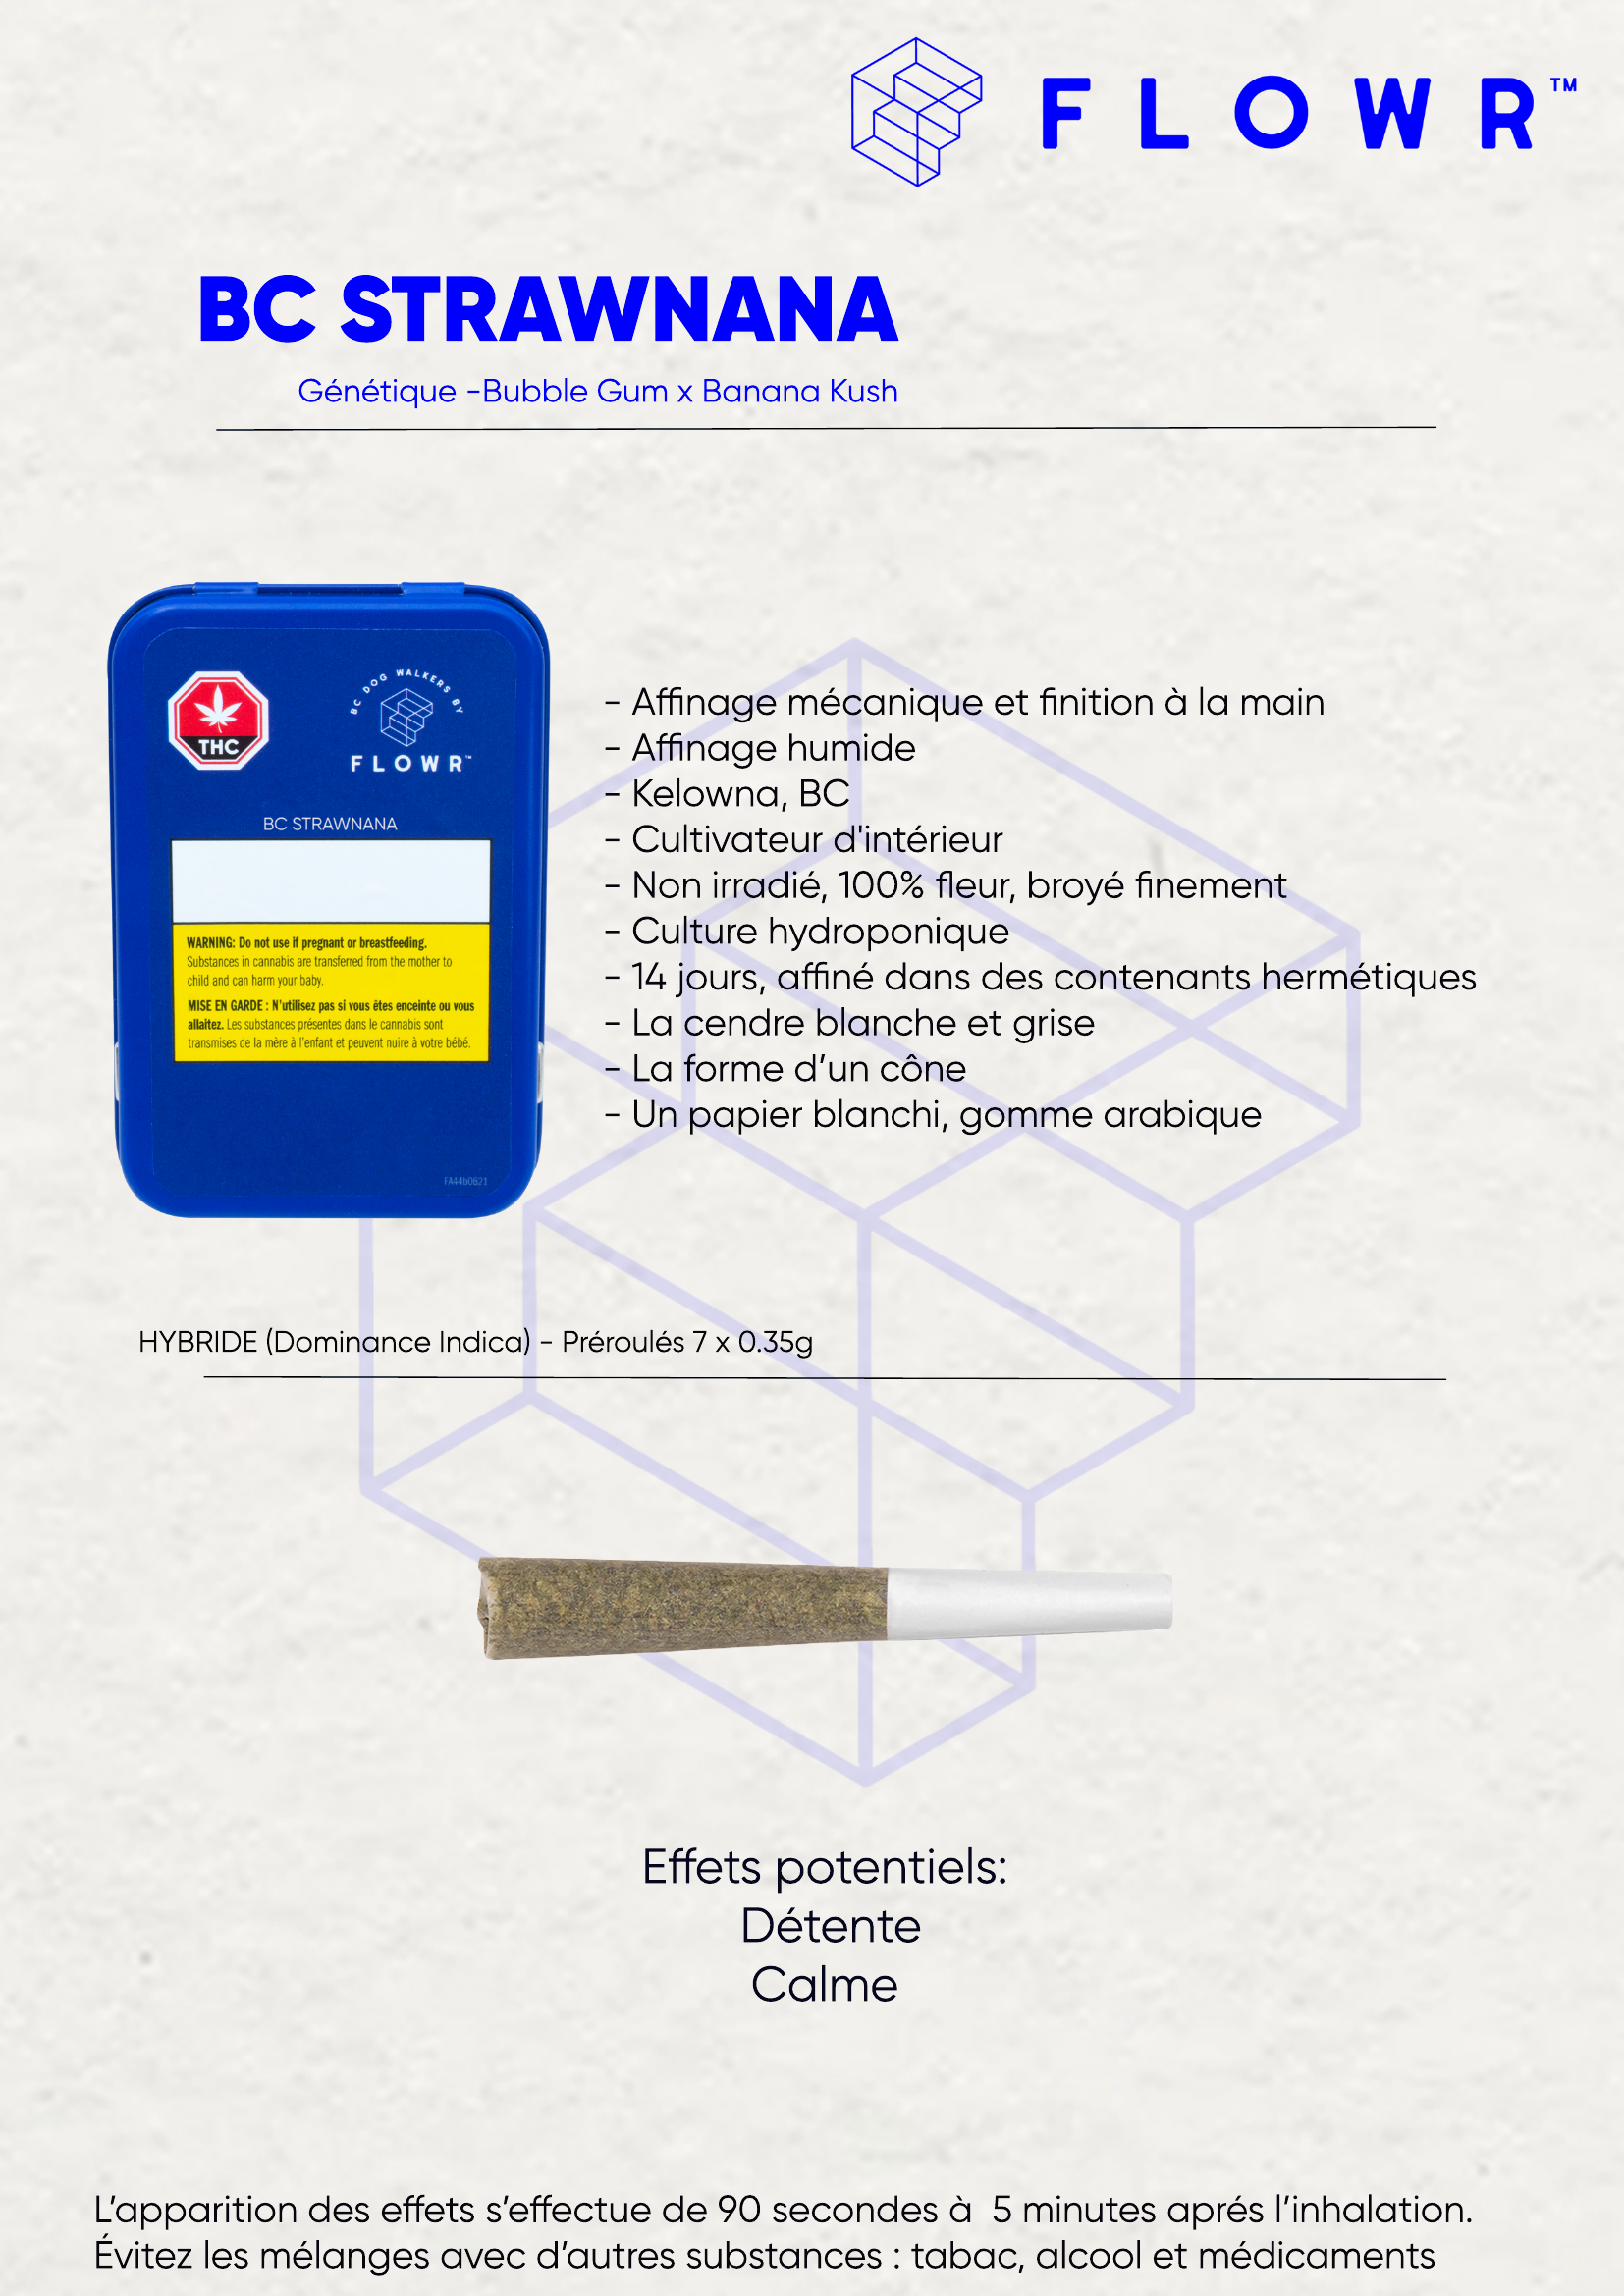 FLOWR™
BC STRAWNANA
Génétique -Bubble Gum x Banana Kush
THC
BC DOG WALKERS BY
FLOWR™
BC STRAWNANA
WARNING: Do not use if pregnant or breastfeeding.
Substances in cannabis are transferred from the mother to
child and can harm your baby.
MISE EN GARDE : N'utilisez pas si vous êtes enceinte ou vous
allaitez. Les substances présentes dans le cannabis sont
transmises de la mère à l'enfant et peuvent nuire à votre bébé.
FA44b0621
- Affinage mécanique et finition à la main
- Affinage humide
- Kelowna, BC
- Cultivateur d'intérieur
- Non irradié, 100% fleur, broyé finement
- Culture hydroponique
- 14 jours, affiné dans des contenants hermétiques
- La cendre blanche et grise
- La forme d’un cône
- Un papier blanchi, gomme arabique
HYBRIDE (Dominance Indica) - Préroulés 7 x 0.35g
Effets potentiels:
Détente
Calme
L’apparition des effets s’effectue de 90 secondes à  5 minutes aprés l’inhalation.
Évitez les mélanges avec d’autres substances : tabac, alcool et médicaments